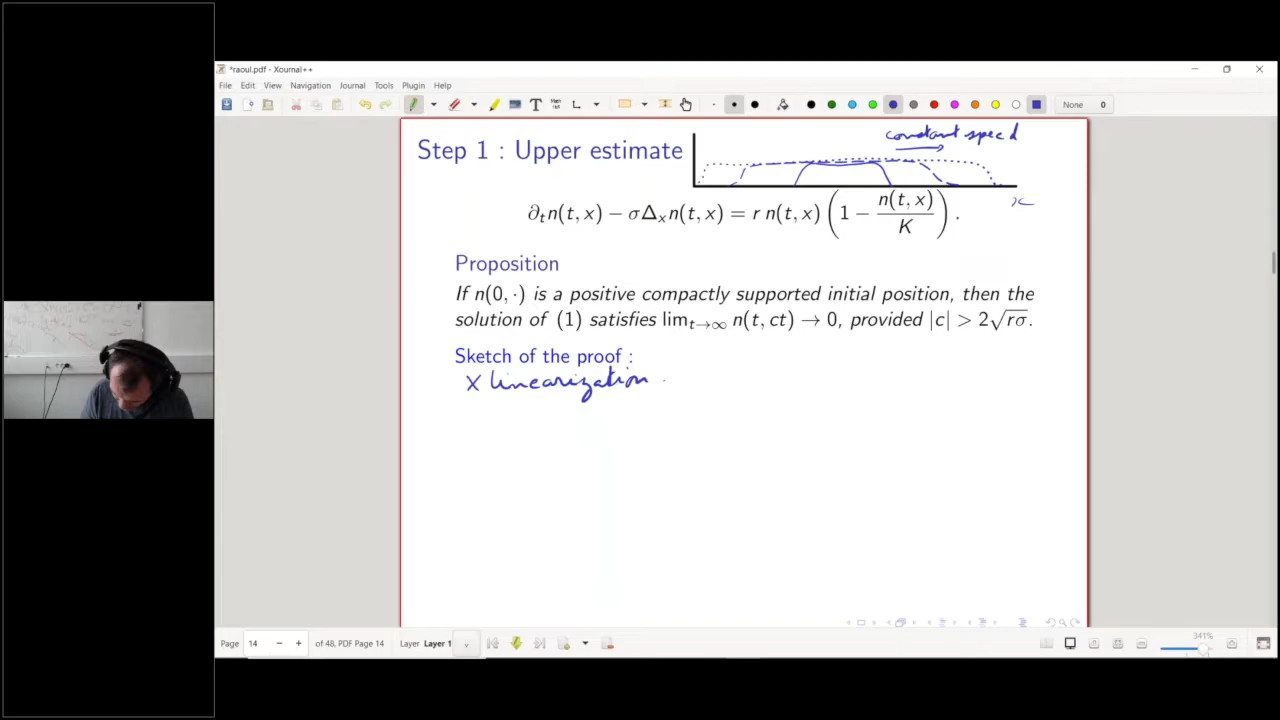 *raoul.pdf - Xournal++
File Edit View Navigation Journal Tools Plugin Help
None 0
Step 1 : Upper estimate
constant speed
x
∂ₜn(t, x) − σΔₓn(t, x) = r n(t, x) (1 − n(t, x)/K) .
Proposition
If n(0, ·) is a positive compactly supported initial position, then the
solution of (1) satisfies lim_{t→∞} n(t, ct) → 0, provided |c| > 2√rσ.
Sketch of the proof :
x linearization
341%
Page 14 of 48, PDF Page 14 Layer Layer 1